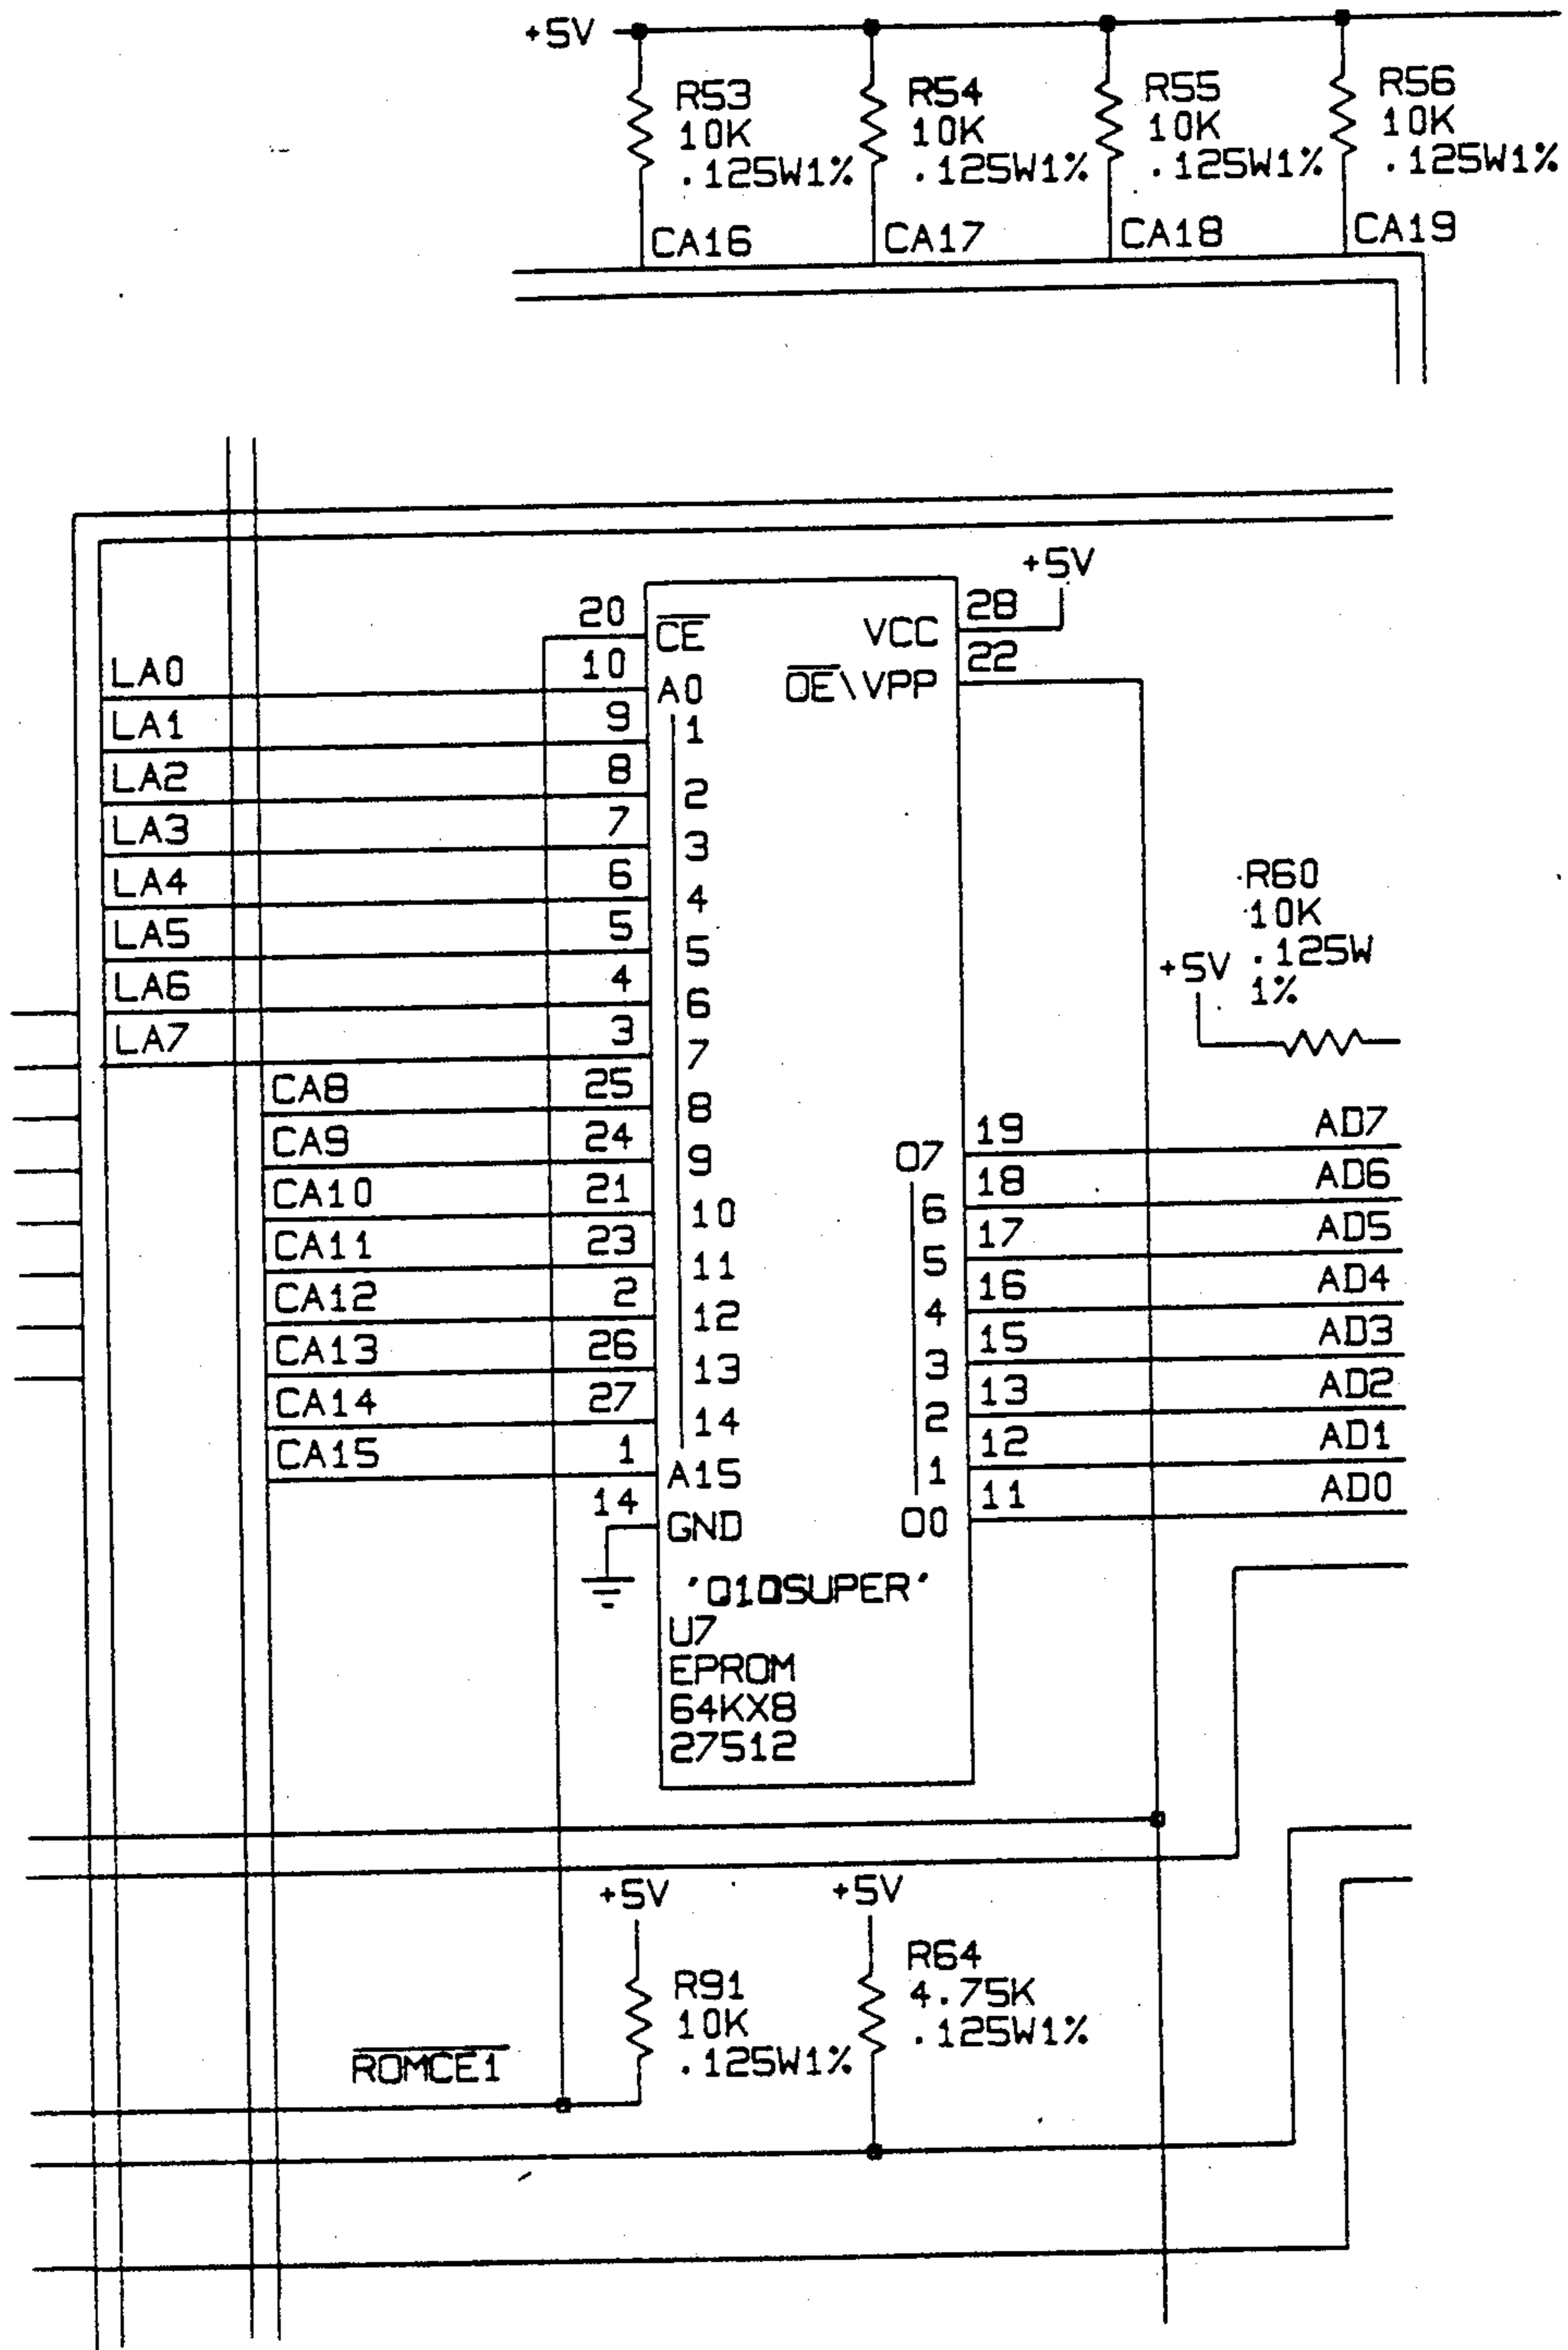 +5V
R53
10K
.125W1%
R54
10K
.125W1%
R55
10K
.125W1%
R56
10K
.125W1%
CA16
CA17
CA18
CA19
+5V
20
CE
VCC
28
LA0
10
A0
OE\VPP
22
LA1
9
1
LA2
8
2
LA3
7
3
LA4
6
4
LA5
5
5
LA6
4
6
LA7
3
7
R60
10K
.125W
1%
+5V
CA8
25
8
CA9
24
9
O7
19
AD7
CA10
21
10
6
18
AD6
CA11
23
11
5
17
AD5
CA12
2
12
4
16
AD4
CA13
26
13
3
15
AD3
CA14
27
14
2
13
AD2
CA15
1
A15
1
12
AD1
14
GND
O0
11
AD0
'Q10SUPER'
U7
EPROM
64KX8
27512
+5V
+5V
R91
10K
.125W1%
R64
4.75K
.125W1%
ROMCE1